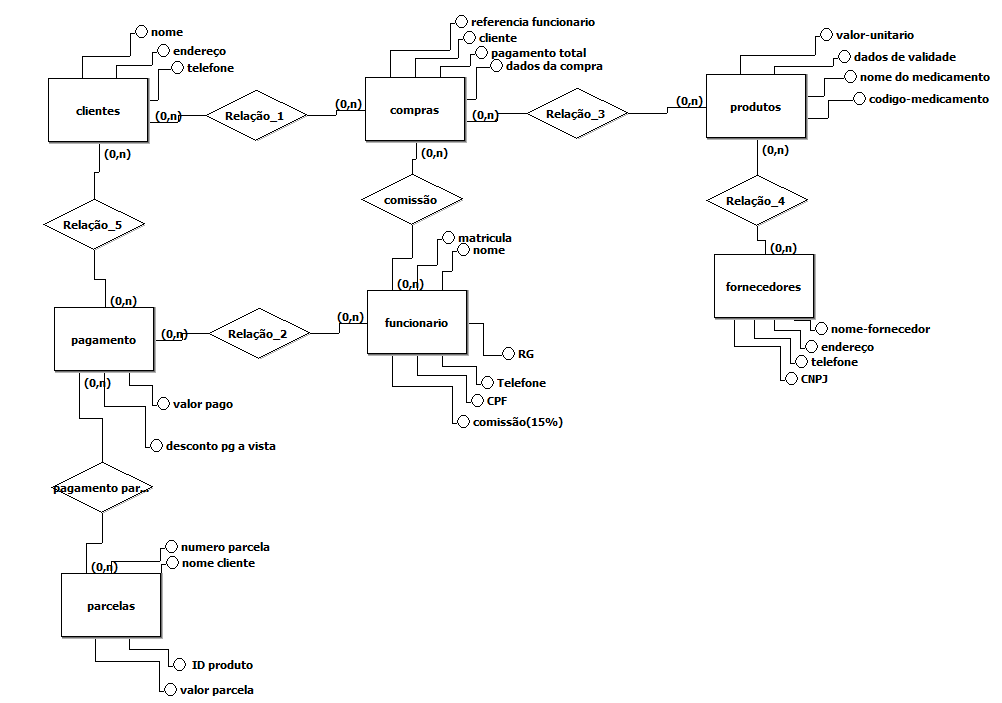 nome
endereço
telefone
clientes
(0,n)
(0,n)
Relação_1
(0,n)
referencia funcionario
cliente
pagamento total
dados da compra
compras
(0,n)
(0,n)
Relação_3
(0,n)
valor-unitario
dados de validade
nome do medicamento
codigo-medicamento
produtos
(0,n)
Relação_5
comissão
Relação_4
(0,n)
pagamento
(0,n)
(0,n)
Relação_2
(0,n)
(0,n)
matricula
nome
funcionario
RG
Telefone
CPF
comissão(15%)
(0,n)
fornecedores
nome-fornecedor
endereço
telefone
CNPJ
(0,n)
valor pago
desconto pg a vista
pagamento par...
(0,n)
numero parcela
nome cliente
parcelas
ID produto
valor parcela